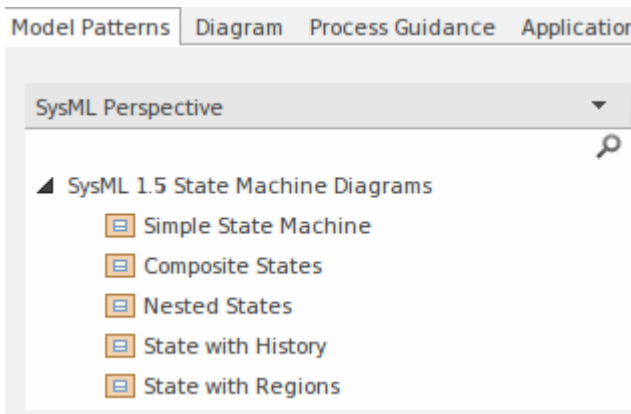 Model Patterns Diagram Process Guidance Application
SysML Perspective
SysML 1.5 State Machine Diagrams
Simple State Machine
Composite States
Nested States
State with History
State with Regions